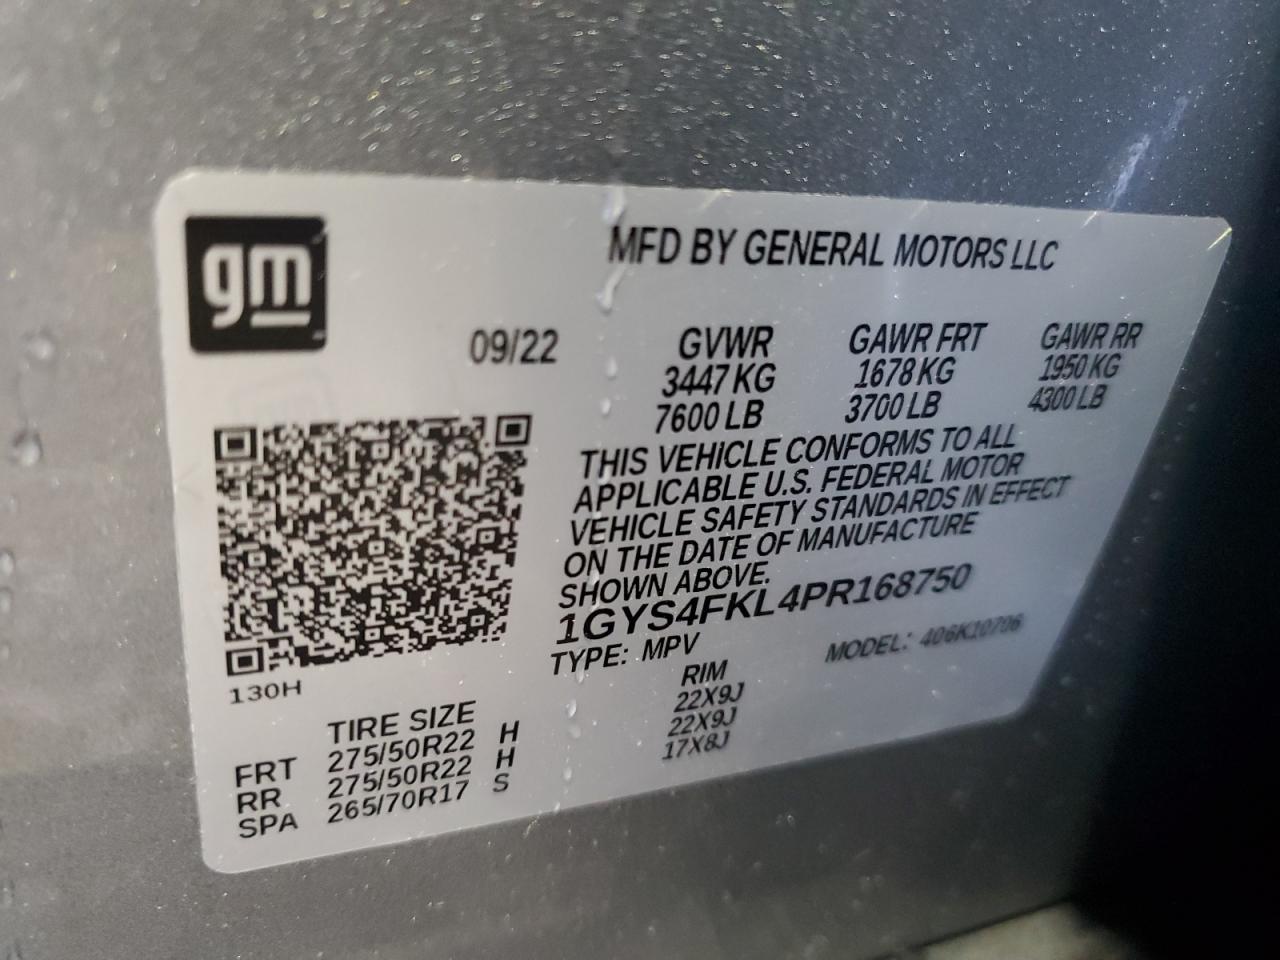 gm
MFD BY GENERAL MOTORS LLC
09/22
GVWR GAWR FRT GAWR RR
3447 KG 1678 KG 1950 KG
7600 LB 3700 LB 4300 LB
THIS VEHICLE CONFORMS TO ALL
APPLICABLE U.S. FEDERAL MOTOR
VEHICLE SAFETY STANDARDS IN EFFECT
ON THE DATE OF MANUFACTURE
SHOWN ABOVE.
1GYS4FKL4PR168750
TYPE: MPV MODEL: 406K10706
130H
TIRE SIZE RIM
FRT 275/50R22 H 22X9J
RR 275/50R22 H 22X9J
SPA 265/70R17 S 17X8J